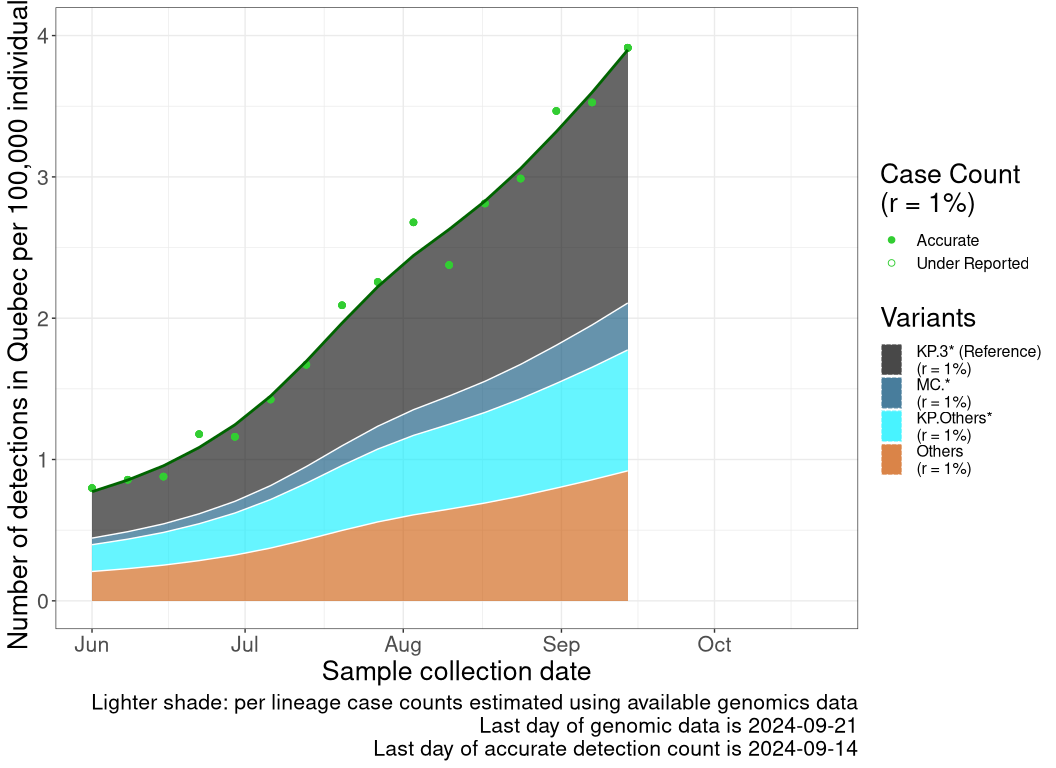 Number of detections in Quebec per 100,000 individual
4
3
2
1
0
Jun
Jul
Aug
Sep
Oct
Sample collection date
Lighter shade: per lineage case counts estimated using available genomics data
Last day of genomic data is 2024-09-21
Last day of accurate detection count is 2024-09-14
Case Count
(r = 1%)
Accurate
Under Reported
Variants
KP.3* (Reference)
(r = 1%)
MC.*
(r = 1%)
KP.Others*
(r = 1%)
Others
(r = 1%)